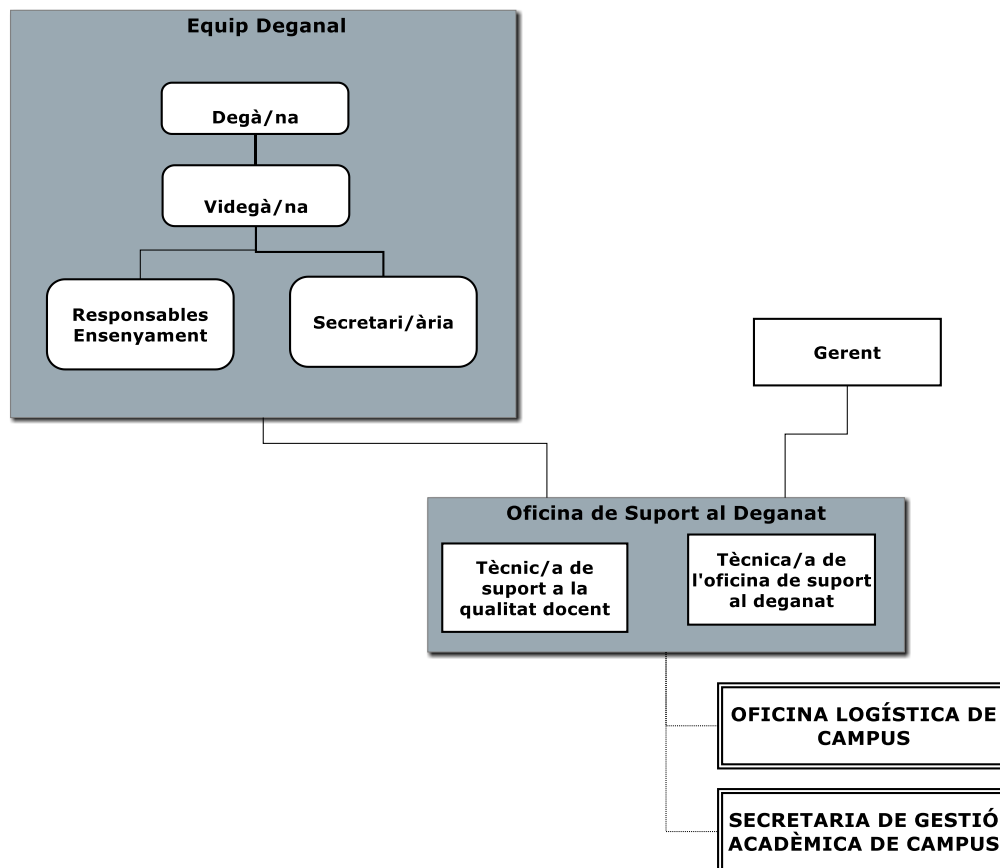 Equip Deganal
Degà/na
Videgà/na
Responsables
Ensenyament
Secretari/ària
Gerent
Oficina de Suport al Deganat
Tècnic/a de
suport a la
qualitat docent
Tècnica/a de
l'oficina de suport
al deganat
OFICINA LOGÍSTICA DE
CAMPUS
SECRETARIA DE GESTIÓ
ACADÈMICA DE CAMPUS